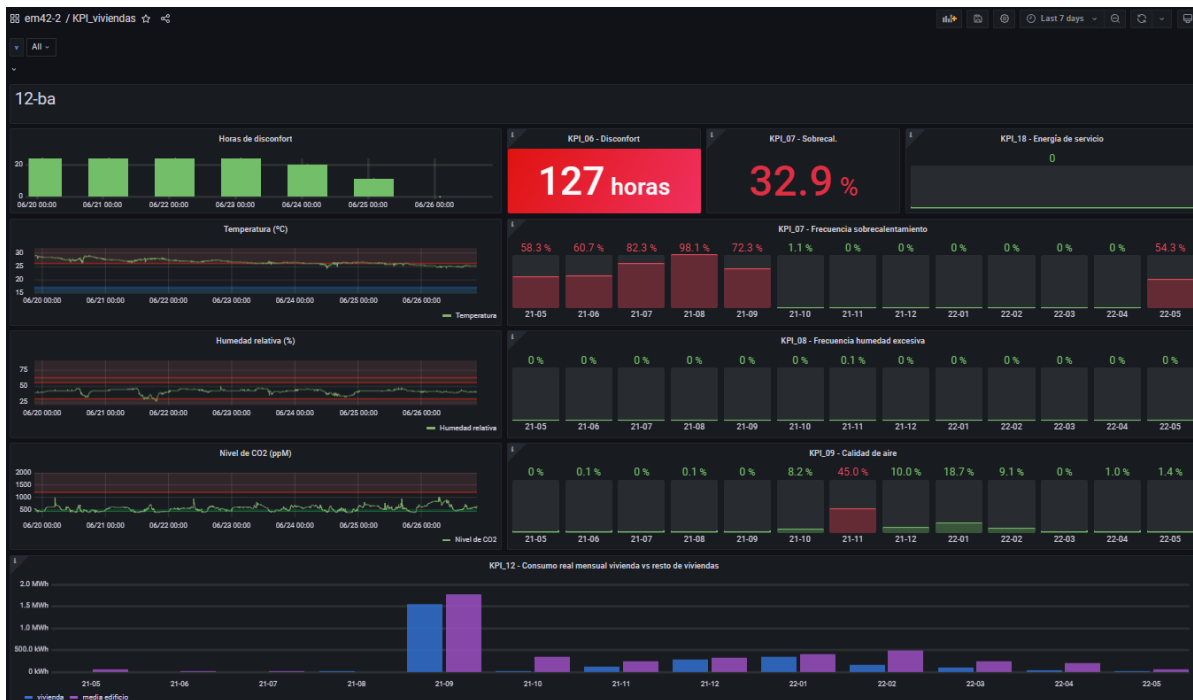 em42-2 / KPI_viviendas
Last 7 days
All
12-ba
Horas de disconfort
20
0
06/20 00:00 06/21 00:00 06/22 00:00 06/23 00:00 06/24 00:00 06/25 00:00 06/26 00:00
KPI_06 - Disconfort
127 horas
KPI_07 - Sobrecal.
32.9 %
KPI_18 - Energía de servicio
0
Temperatura (ºC)
30
25
20
15
06/20 00:00 06/21 00:00 06/22 00:00 06/23 00:00 06/24 00:00 06/25 00:00 06/26 00:00
Temperatura
KPI_07 - Frecuencia sobrecalentamiento
58.3 % 60.7 % 82.3 % 98.1 % 72.3 % 1.1 % 0 % 0 % 0 % 0 % 0 % 0 % 54.3 %
21-05 21-06 21-07 21-08 21-09 21-10 21-11 21-12 22-01 22-02 22-03 22-04 22-05
Humedad relativa (%)
75
50
25
06/20 00:00 06/21 00:00 06/22 00:00 06/23 00:00 06/24 00:00 06/25 00:00 06/26 00:00
Humedad relativa
KPI_08 - Frecuencia humedad excesiva
0 % 0 % 0 % 0 % 0 % 0 % 0.1 % 0 % 0 % 0 % 0 % 0 % 0 %
21-05 21-06 21-07 21-08 21-09 21-10 21-11 21-12 22-01 22-02 22-03 22-04 22-05
Nivel de CO2 (ppM)
2000
1500
1000
500
06/20 00:00 06/21 00:00 06/22 00:00 06/23 00:00 06/24 00:00 06/25 00:00 06/26 00:00
Nivel de CO2
KPI_09 - Calidad de aire
0 % 0.1 % 0 % 0.1 % 0 % 8.2 % 45.0 % 10.0 % 18.7 % 9.1 % 0 % 1.0 % 1.4 %
21-05 21-06 21-07 21-08 21-09 21-10 21-11 21-12 22-01 22-02 22-03 22-04 22-05
KPI_12 - Consumo real mensual vivienda vs resto de viviendas
2.0 MWh
1.5 MWh
1.0 MWh
500.0 kWh
0 kWh
21-05 21-06 21-07 21-08 21-09 21-10 21-11 21-12 22-01 22-02 22-03 22-04 22-05
vivienda media edificio